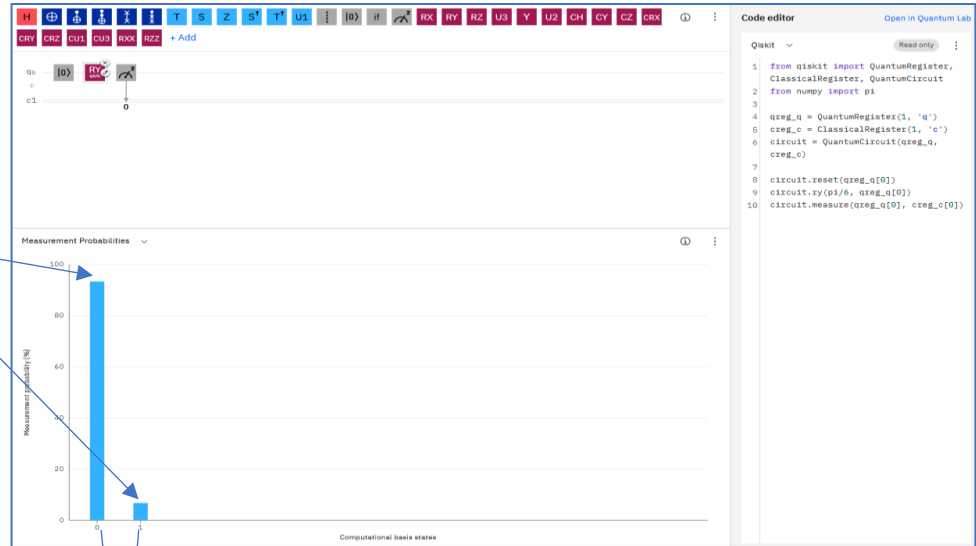 H T S Z S† T† U1 |0⟩ if z RX RY RZ U3 Y U2 CH CY CZ CRX
CRY CRZ CU1 CU3 RXX RZZ + Add
q0 |0⟩ RY z
+
c1
0
Measurement Probabilities
100
80
60
40
20
0
Measurement probability (%)
0 1
Computational basis states
Code editor Open in Quantum Lab
Qiskit Read only
1 from qiskit import QuantumRegister,
ClassicalRegister, QuantumCircuit
2 from numpy import pi
3
4 qreg_q = QuantumRegister(1, 'q')
5 creg_c = ClassicalRegister(1, 'c')
6 circuit = QuantumCircuit(qreg_q,
creg_c)
7
8 circuit.reset(qreg_q[0])
9 circuit.ry(pi/6, qreg_q[0])
10 circuit.measure(qreg_q[0], creg_c[0])